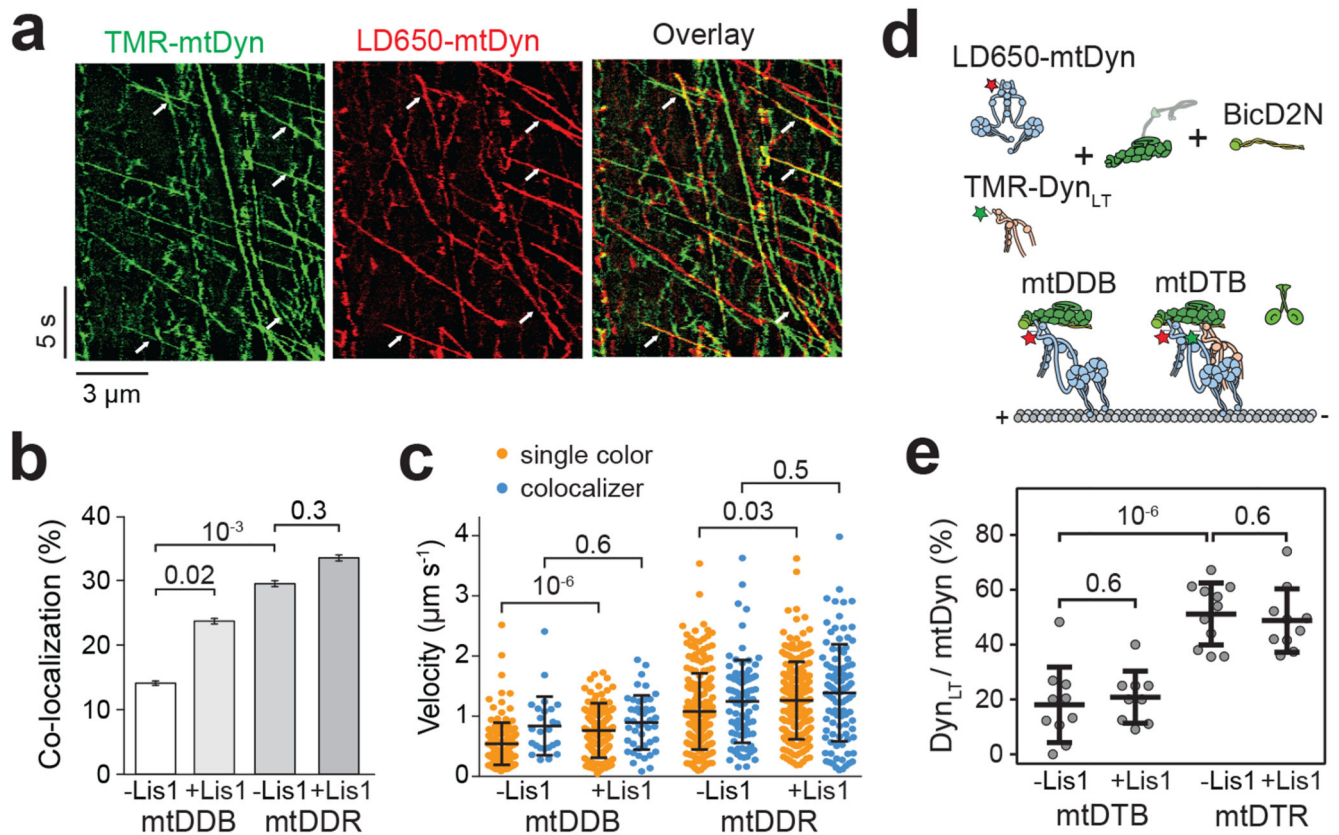 a
TMR-mtDyn
LD650-mtDyn
Overlay
5 s
3 μm
b
Co-localization (%)
40
30
20
10
0
10⁻³
0.02
0.3
-Lis1 +Lis1 -Lis1 +Lis1
mtDDB mtDDR
c
single color
colocalizer
Velocity (μm s⁻¹)
4
3
2
1
0
10⁻⁶
0.6
0.03
0.5
-Lis1 +Lis1 -Lis1 +Lis1
mtDDB mtDDR
d
LD650-mtDyn
+
+
BicD2N
TMR-DynLT
mtDDB mtDTB
+ -
e
DynLT / mtDyn (%)
80
60
40
20
0
10⁻⁶
0.6
0.6
-Lis1 +Lis1 -Lis1 +Lis1
mtDTB mtDTR